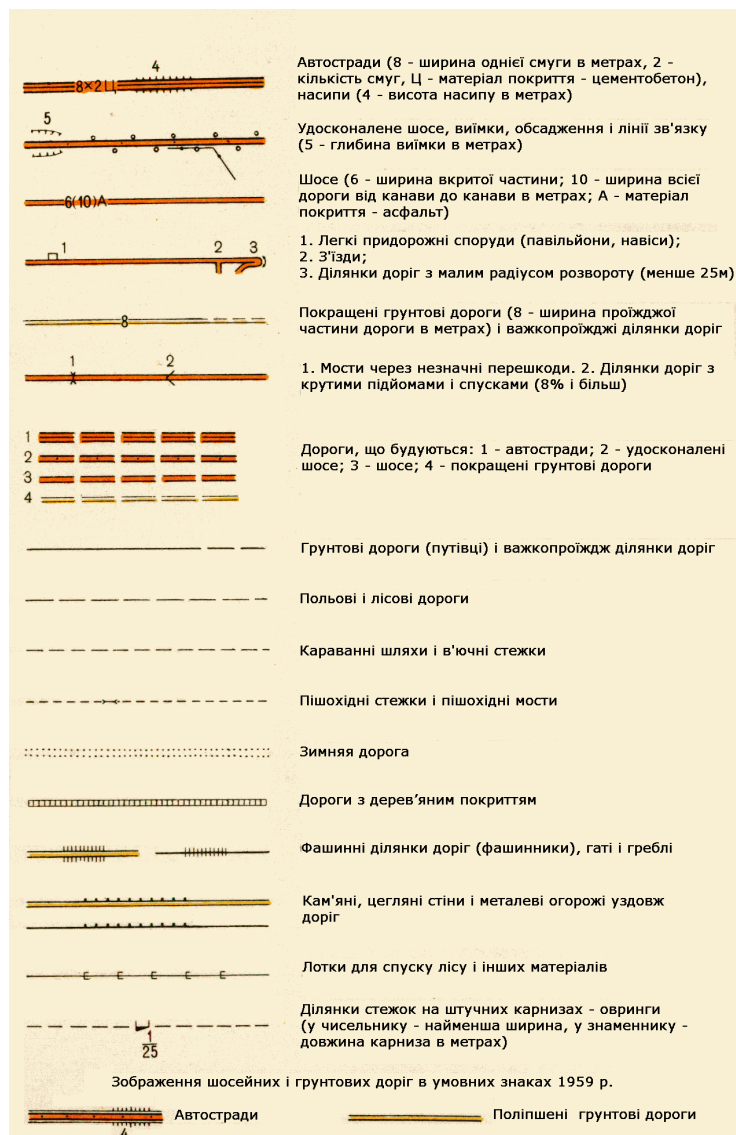 4
8×2Ц
Автостради (8 - ширина однієї смуги в метрах, 2 -
кількість смуг, Ц - матеріал покриття - цементобетон),
насипи (4 - висота насипу в метрах)
5
Удосконалене шосе, виїмки, обсадження і лінії зв'язку
(5 - глибина виїмки в метрах)
6(10)А
Шосе (6 - ширина вкритої частини; 10 - ширина всієї
дороги від канави до канави в метрах; А - матеріал
покриття - асфальт)
1 2 3
1. Легкі придорожні споруди (павільйони, навіси);
2. З'їзди;
3. Ділянки доріг з малим радіусом розвороту (менше 25м)
8
Покращені грунтові дороги (8 - ширина проїжджої
частини дороги в метрах) і важкопроїжджі ділянки доріг
1 2
1. Мости через незначні перешкоди. 2. Ділянки доріг з
крутими підйомами і спусками (8% і більш)
1
2
3
4
Дороги, що будуються: 1 - автостради; 2 - удосконалені
шосе; 3 - шосе; 4 - покращені грунтові дороги
Грунтові дороги (путівці) і важкопроїждж ділянки доріг
Польові і лісові дороги
Караванні шляхи і в'ючні стежки
Пішохідні стежки і пішохідні мости
Зимняя дорога
Дороги з дерев’яним покриттям
Фашинні ділянки доріг (фашинники), гаті і греблі
Кам'яні, цегляні стіни і металеві огорожі уздовж
доріг
Лотки для спуску лісу і інших матеріалів
1
25
Ділянки стежок на штучних карнизах - овринги
(у чисельнику - найменша ширина, у знаменнику -
довжина карниза в метрах)
Зображення шосейних і грунтових доріг в умовних знаках 1959 р.
4
Автостради
Поліпшені грунтові дороги